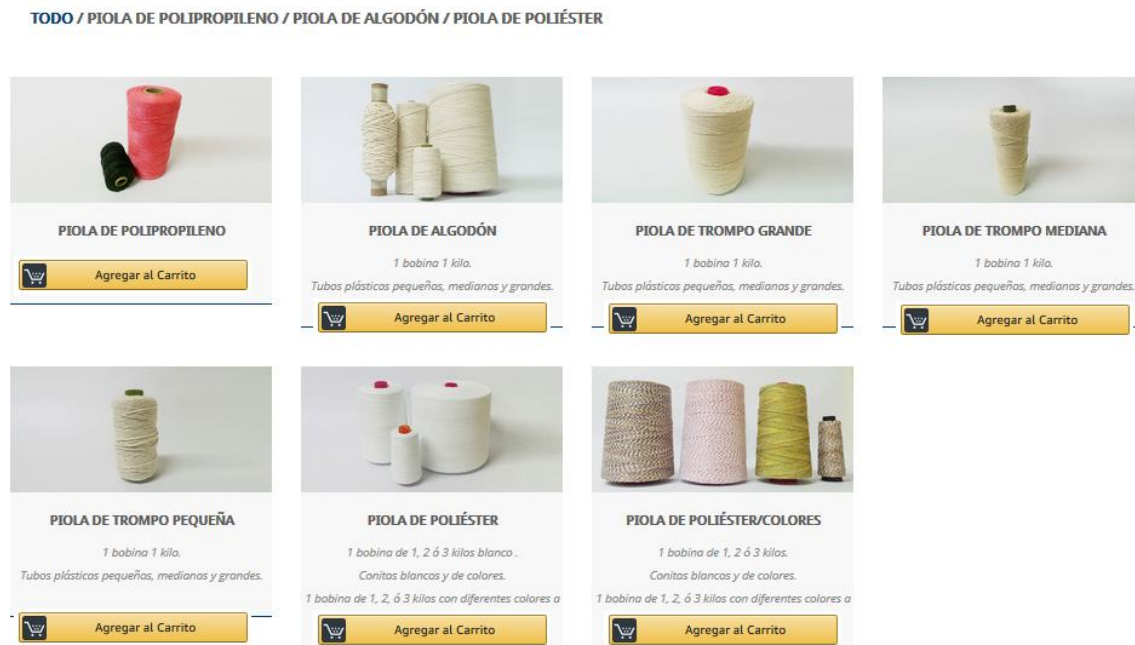 TODO / PIOLA DE POLIPROPILENO / PIOLA DE ALGODÓN / PIOLA DE POLIÉSTER
PIOLA DE POLIPROPILENO
Agregar al Carrito
PIOLA DE ALGODÓN
1 bobina 1 kilo.
Tubos plásticos pequeños, medianos y grandes.
Agregar al Carrito
PIOLA DE TROMPO GRANDE
1 bobina 1 kilo.
Tubos plásticos pequeños, medianos y grandes.
Agregar al Carrito
PIOLA DE TROMPO MEDIANA
1 bobina 1 kilo.
Tubos plásticos pequeños, medianos y grandes.
Agregar al Carrito
PIOLA DE TROMPO PEQUEÑA
1 bobina 1 kilo.
Tubos plásticos pequeños, medianos y grandes.
Agregar al Carrito
PIOLA DE POLIÉSTER
1 bobina de 1, 2 ó 3 kilos blanco .
Conitos blancos y de colores.
1 bobina de 1, 2, ó 3 kilos con diferentes colores a
Agregar al Carrito
PIOLA DE POLIÉSTER/COLORES
1 bobina de 1, 2 ó 3 kilos.
Conitos blancos y de colores.
1 bobina de 1, 2, ó 3 kilos con diferentes colores a
Agregar al Carrito